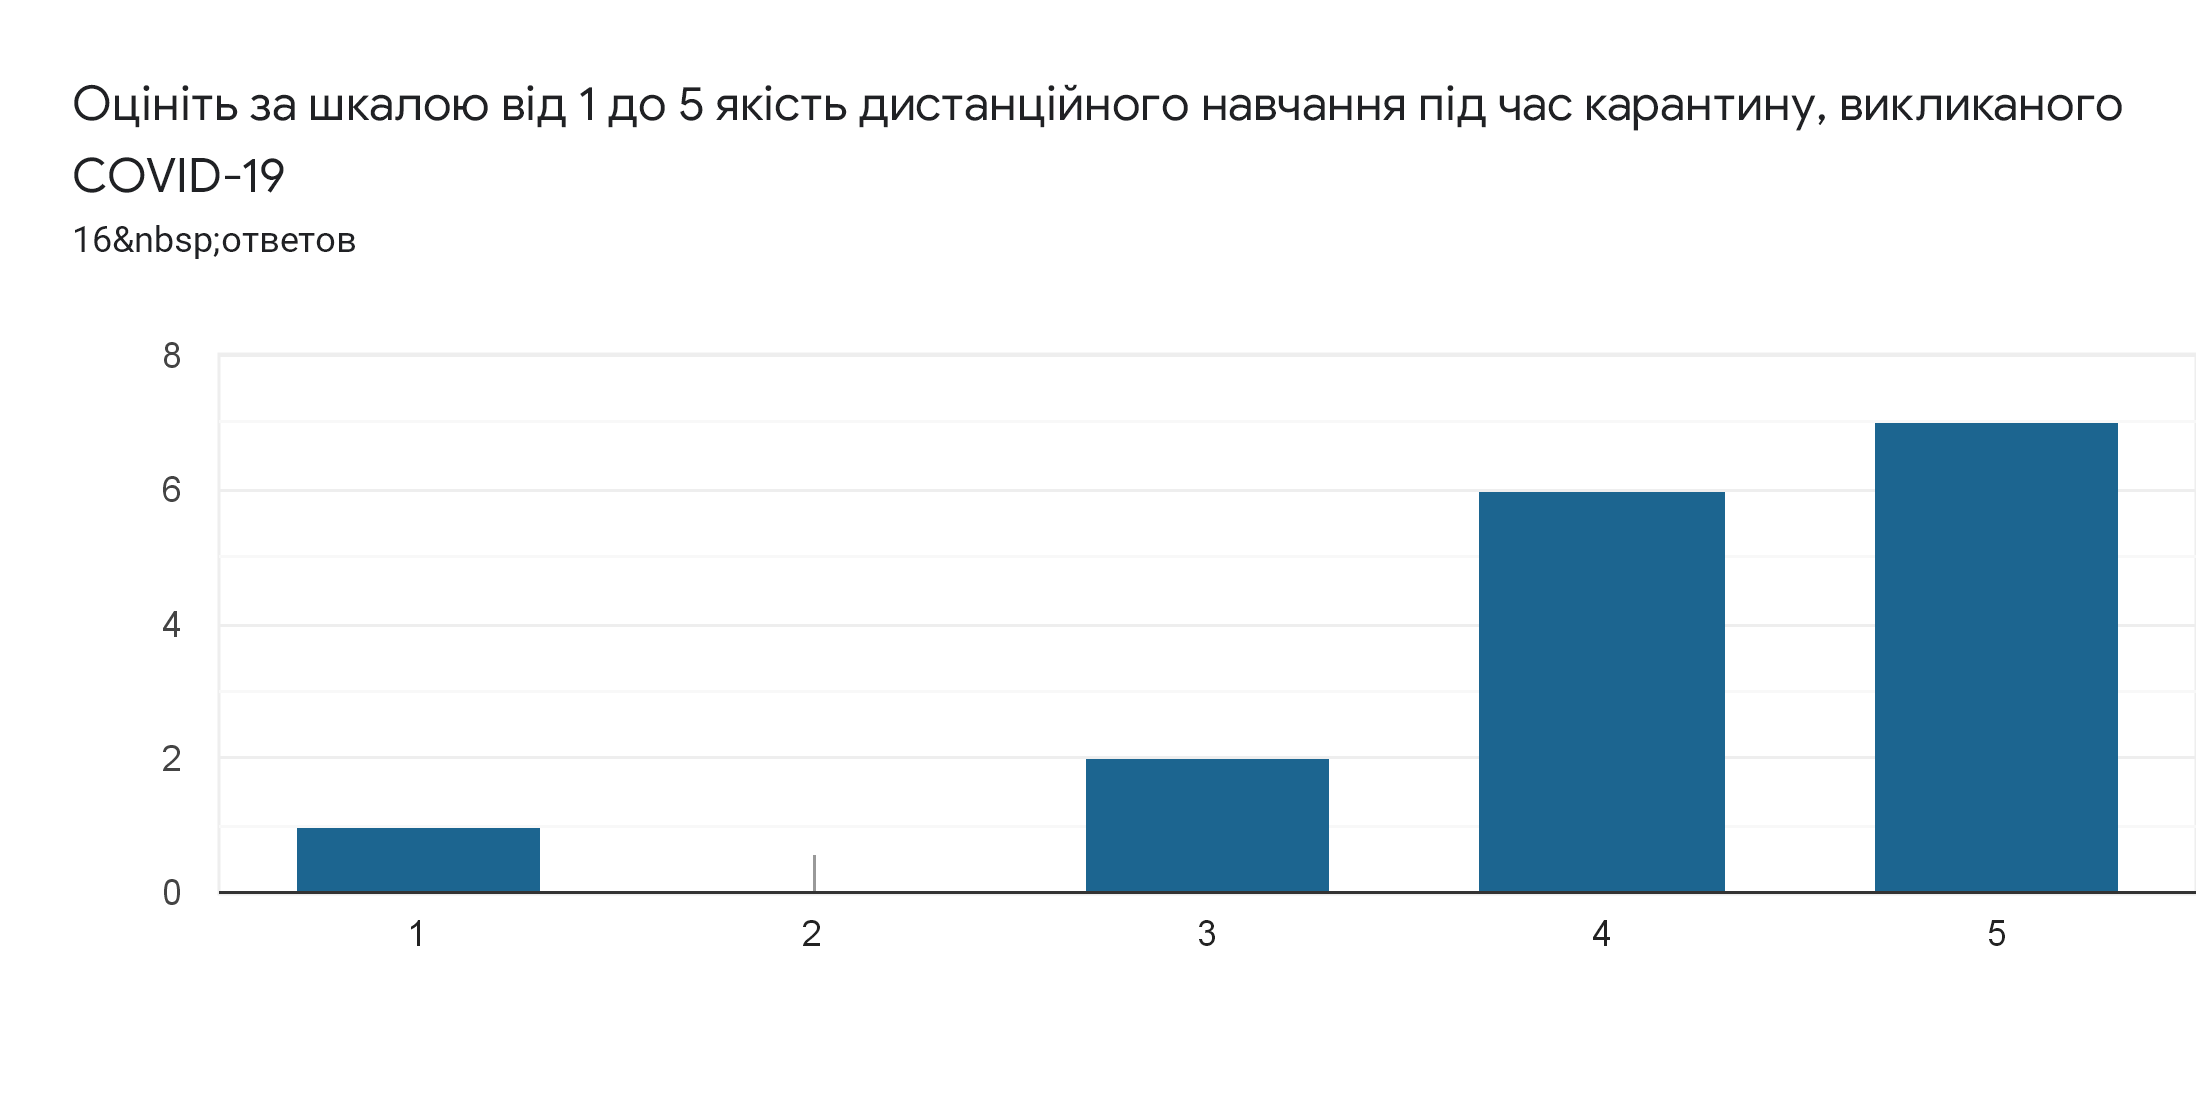 Оцініть за шкалою від 1 до 5 якість дистанційного навчання під час карантину, викликаного
COVID-19
16&nbsp;ответов
8
6
4
2
0
1 2 3 4 5